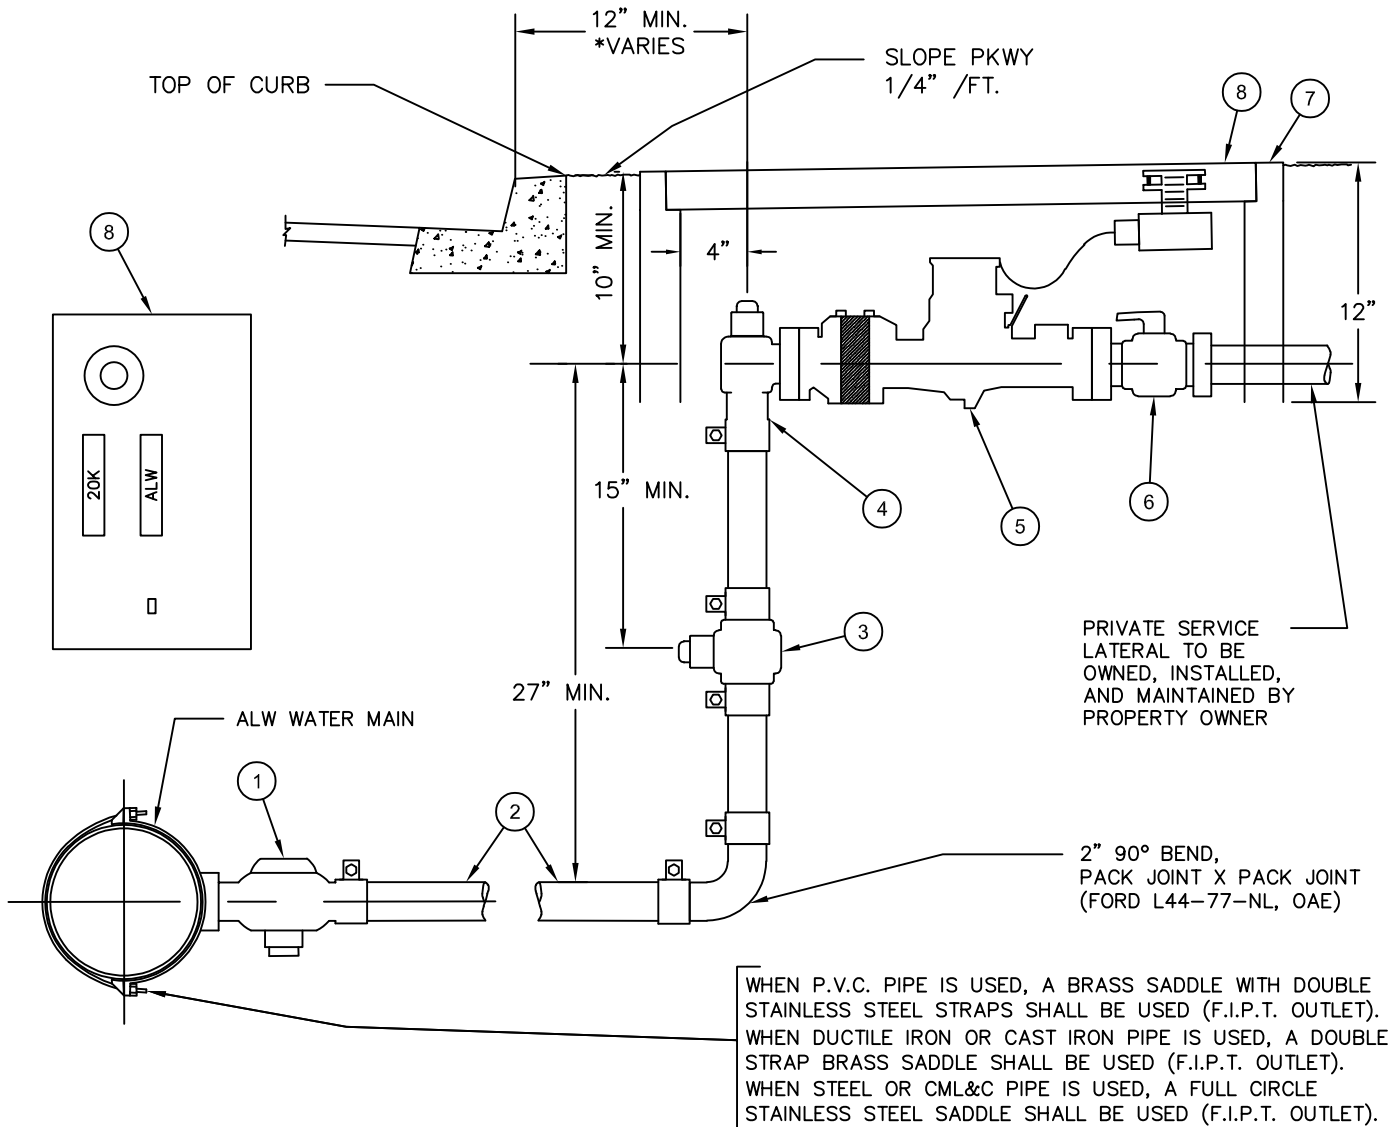 12" MIN.
*VARIES
TOP OF CURB
SLOPE PKWY
1/4" /FT.
8
7
8
10" MIN.
4"
12"
20K
ALW
15" MIN.
4
5
6
3
27" MIN.
PRIVATE SERVICE
LATERAL TO BE
OWNED, INSTALLED,
AND MAINTAINED BY
PROPERTY OWNER
ALW WATER MAIN
1
2
2" 90° BEND,
PACK JOINT X PACK JOINT
(FORD L44-77-NL, OAE)
WHEN P.V.C. PIPE IS USED, A BRASS SADDLE WITH DOUBLE
STAINLESS STEEL STRAPS SHALL BE USED (F.I.P.T. OUTLET).
WHEN DUCTILE IRON OR CAST IRON PIPE IS USED, A DOUBLE
STRAP BRASS SADDLE SHALL BE USED (F.I.P.T. OUTLET).
WHEN STEEL OR CML&C PIPE IS USED, A FULL CIRCLE
STAINLESS STEEL SADDLE SHALL BE USED (F.I.P.T. OUTLET).